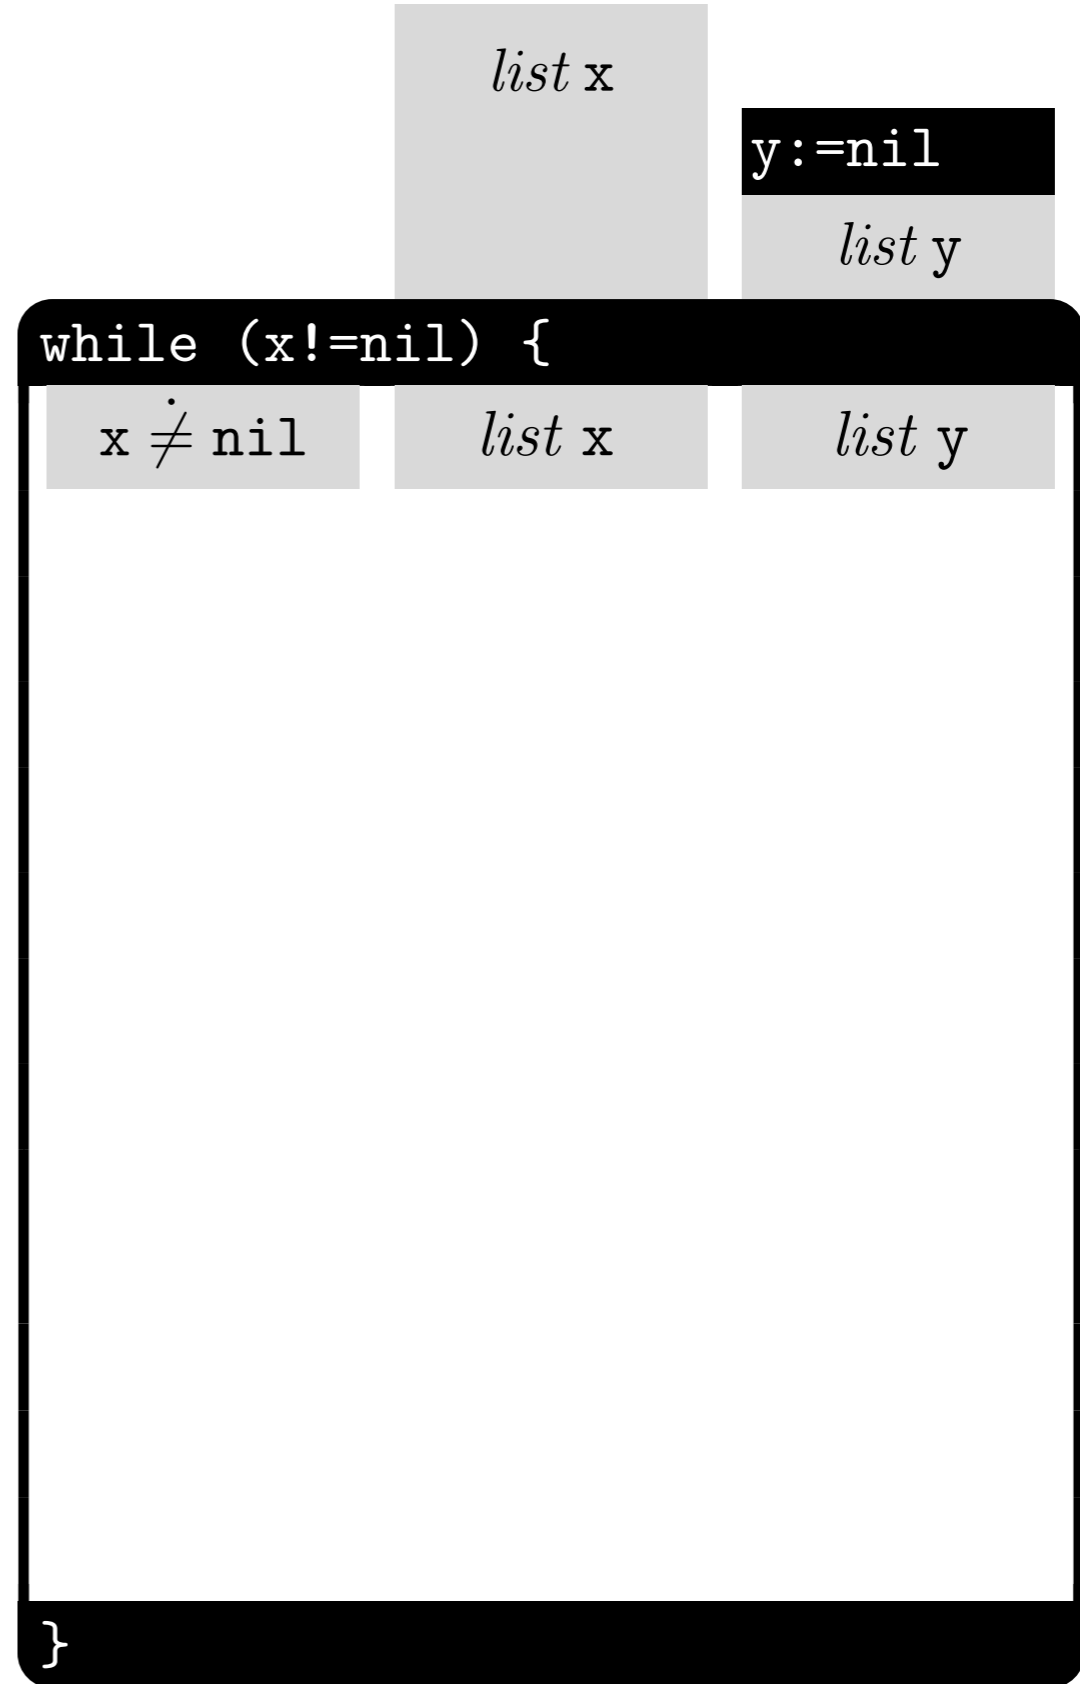 list x
y:=nil
list y
while (x!=nil) {
x ≠̇ nil list x list y
}